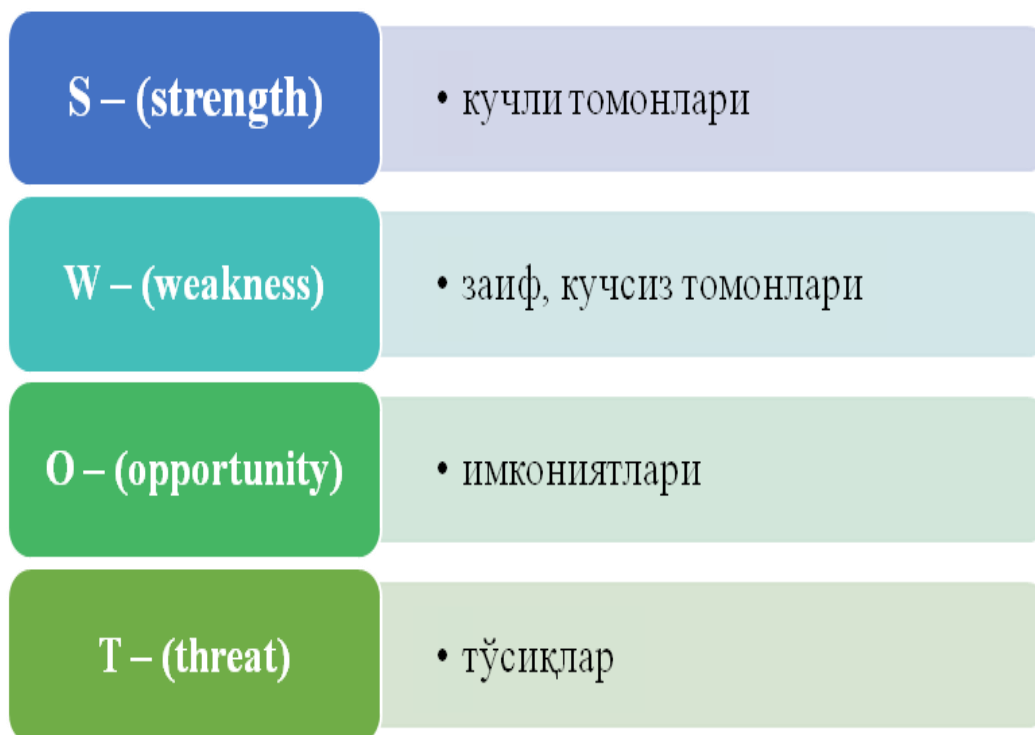 S – (strength)
• кучли томонлари
W – (weakness)
• заиф, кучсиз томонлари
O – (opportunity)
• имкониятлари
T – (threat)
• тўсиқлар